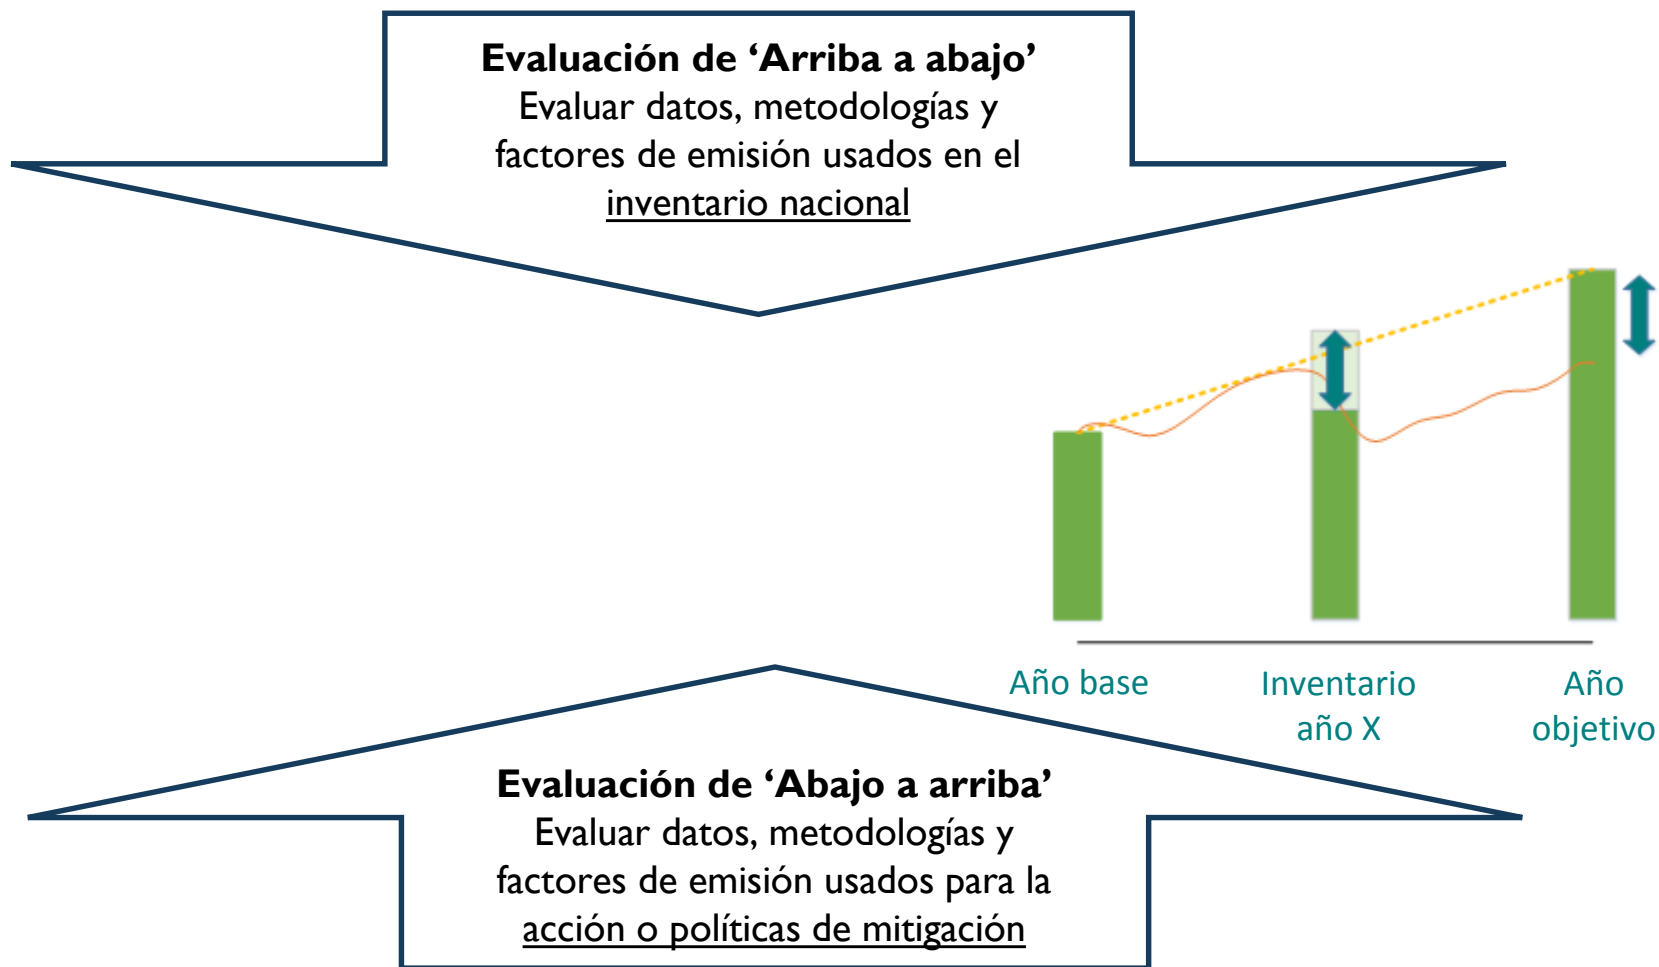 Evaluación de ‘Arriba a abajo’
Evaluar datos, metodologías y
factores de emisión usados en el
inventario nacional
Año base
Inventario
año X
Año
objetivo
Evaluación de ‘Abajo a arriba’
Evaluar datos, metodologías y
factores de emisión usados para la
acción o políticas de mitigación